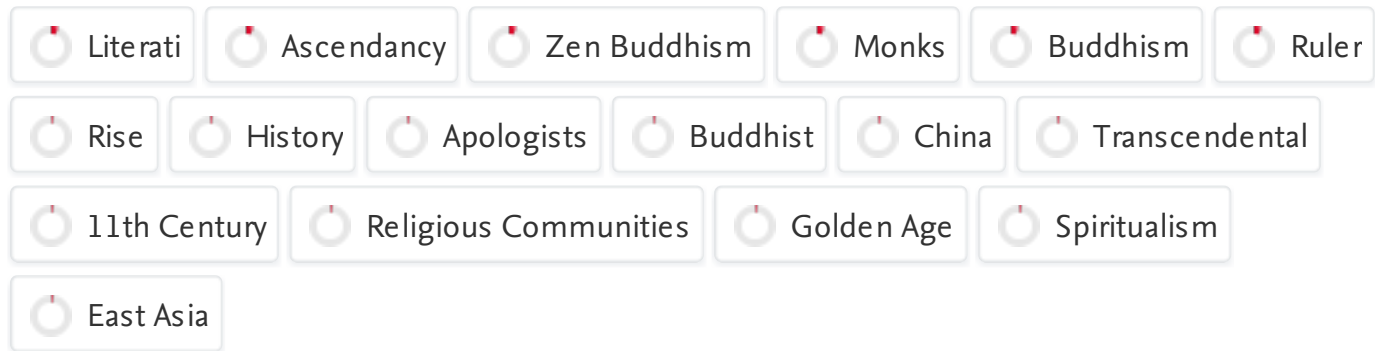 Literati Ascendancy Zen Buddhism Monks Buddhism Ruler
Rise History Apologists Buddhist China Transcendental
11th Century Religious Communities Golden Age Spiritualism
East Asia